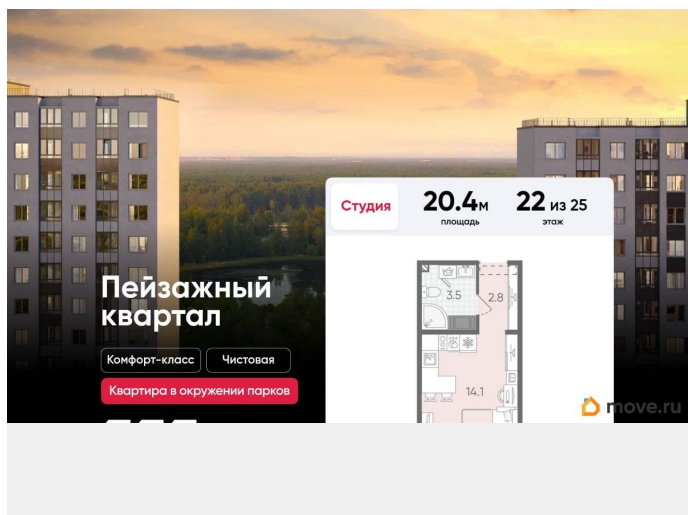 Студия
20.4м
площадь
22 из 25
этаж
Пейзажный
квартал
3.5
2.8
Комфорт-класс
Чистовая
Квартира в окружении парков
14.1
move.ru